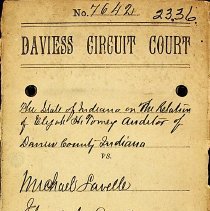 No. 7642 2336
DAVIESS CIRCUIT COURT
The State of Indiana on The Relation
of Elijah H. Tomey Auditor of
Daviess County Indiana
VS.
Michael Lavelle